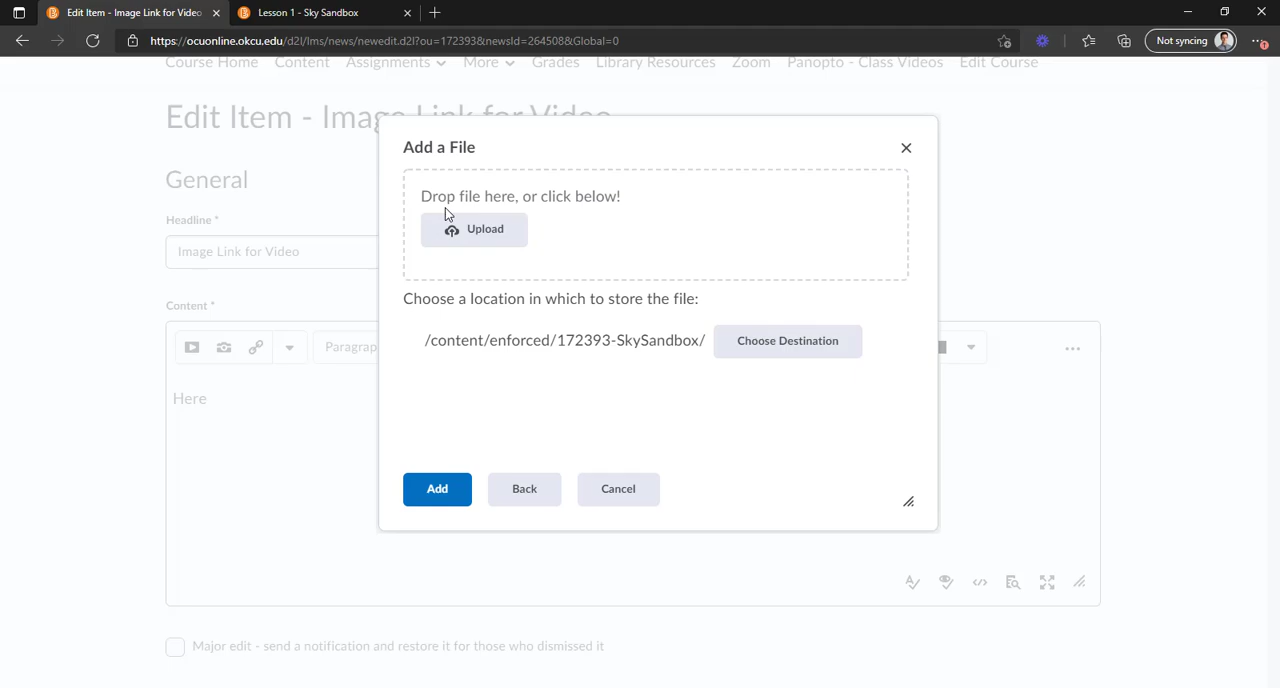 Edit Item - Image Link for Video
Lesson 1 - Sky Sandbox
https://ocuonline.okcu.edu/d2l/lms/news/newedit.d2l?ou=172393&newsId=264508&Global=0
Not syncing
Course Home Content Assignments More Grades Library Resources Zoom Panopto - Class Videos Edit Course
Edit Item - Image Link for Video
General
Headline *
Image Link for Video
Content *
Paragrap
Here
Add a File
Drop file here, or click below!
Upload
Choose a location in which to store the file:
/content/enforced/172393-SkySandbox/
Choose Destination
Add
Back
Cancel
Major edit - send a notification and restore it for those who dismissed it